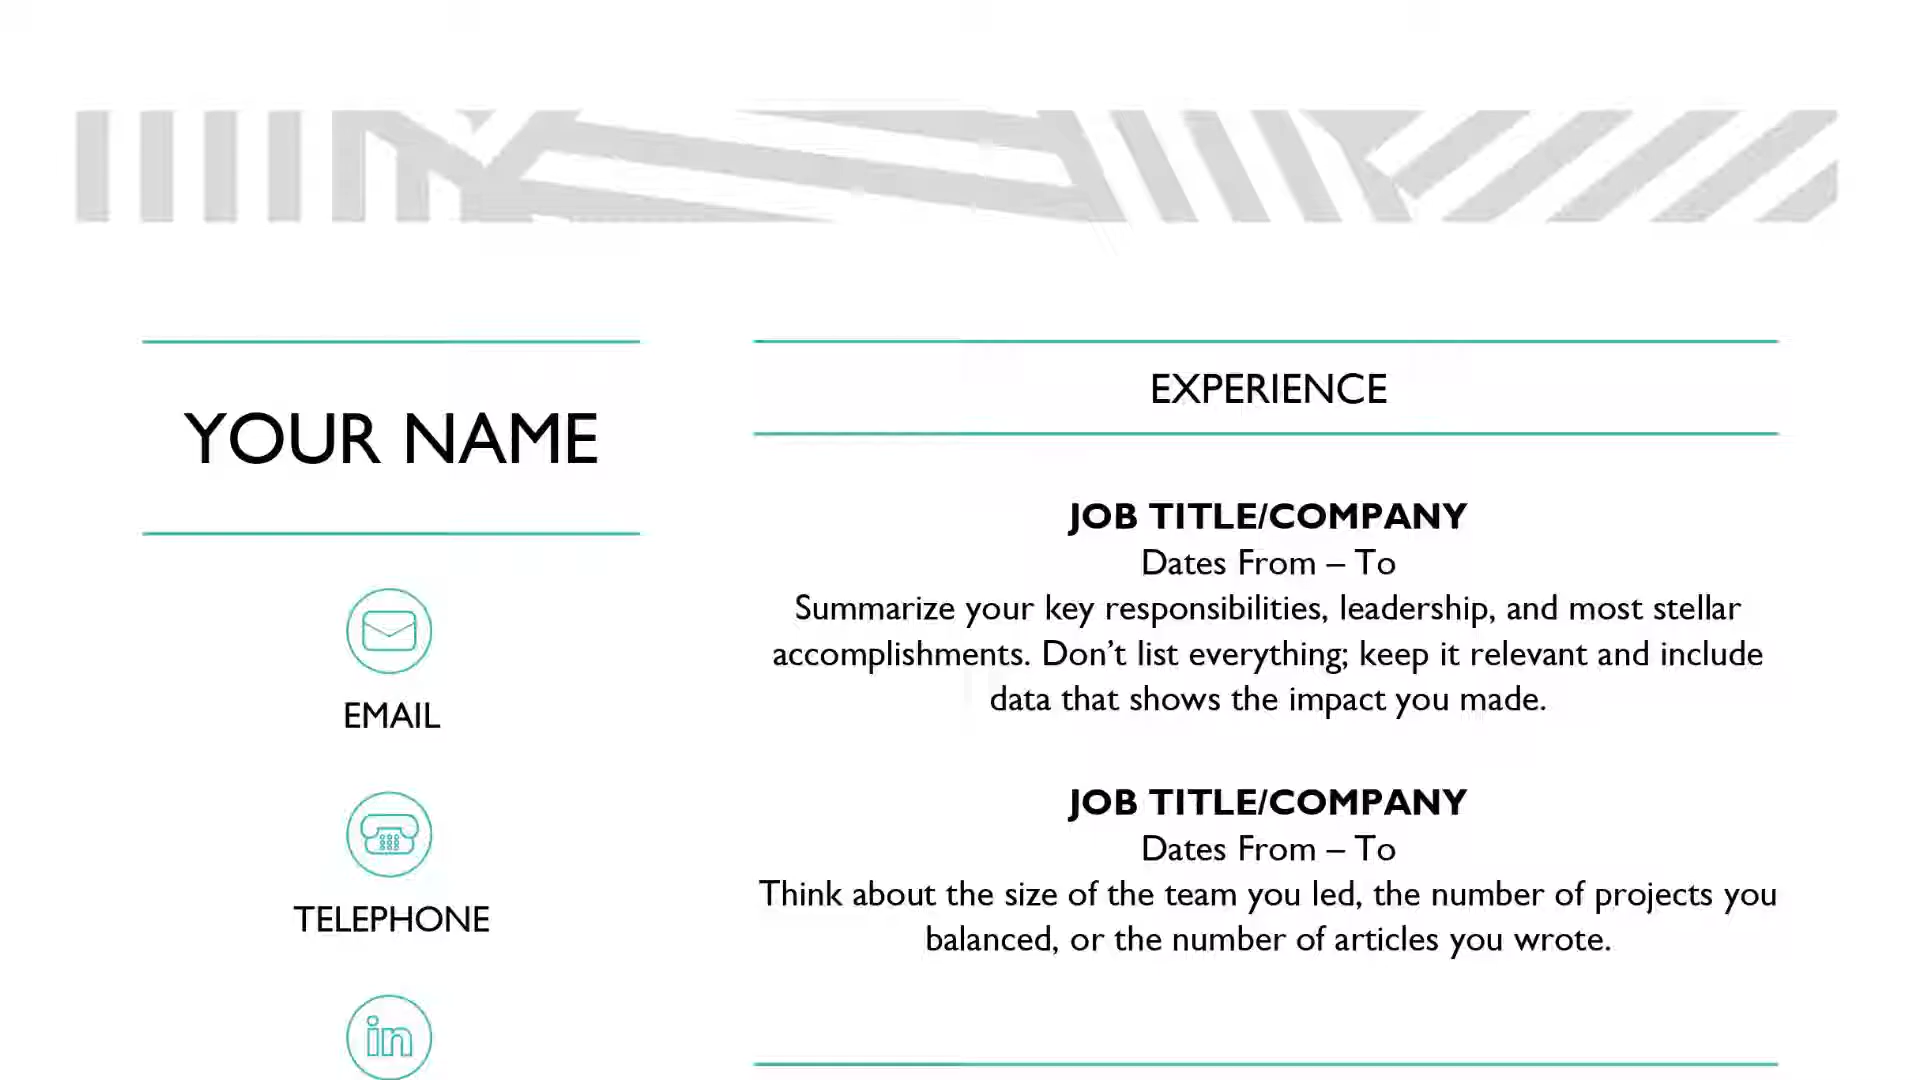 YOUR NAME
EMAIL
TELEPHONE
in
EXPERIENCE
JOB TITLE/COMPANY
Dates From – To
Summarize your key responsibilities, leadership, and most stellar
accomplishments. Don’t list everything; keep it relevant and include
data that shows the impact you made.
JOB TITLE/COMPANY
Dates From – To
Think about the size of the team you led, the number of projects you
balanced, or the number of articles you wrote.